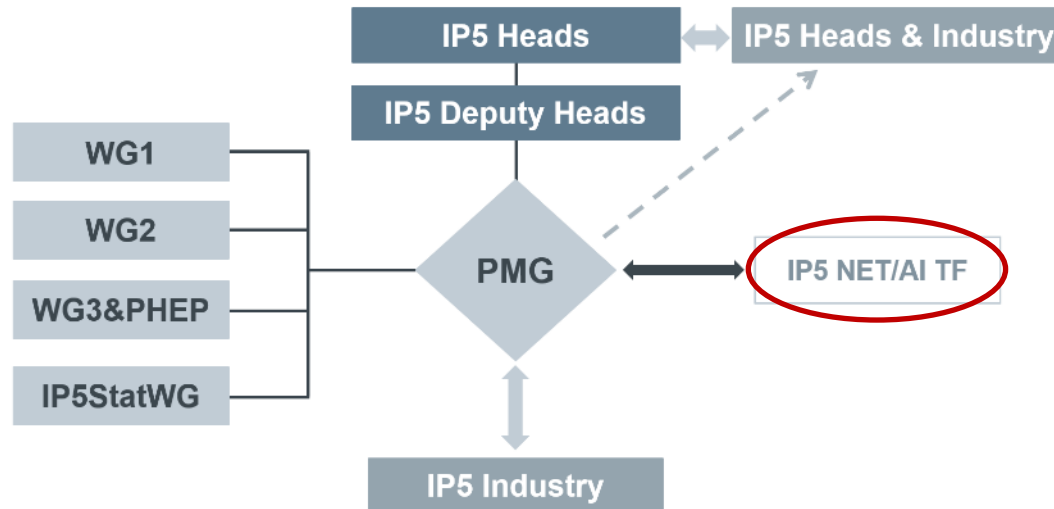 IP5 Heads
IP5 Heads & Industry
IP5 Deputy Heads
WG1
WG2
WG3&PHEP
IP5StatWG
PMG
IP5 NET/AI TF
IP5 Industry